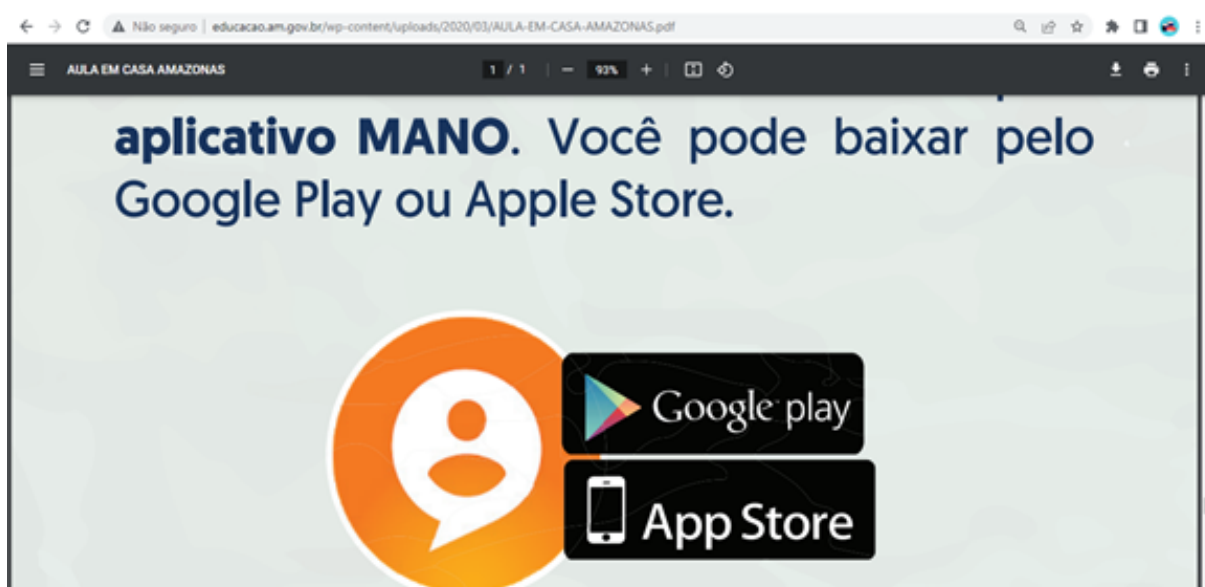 Não seguro | educacao.am.gov.br/wp-content/uploads/2020/03/AULA-EM-CASA-AMAZONAS.pdf
AULA EM CASA AMAZONAS 1 / 1 | − 93% + |
aplicativo MANO. Você pode baixar pelo
Google Play ou Apple Store.
Google play
App Store